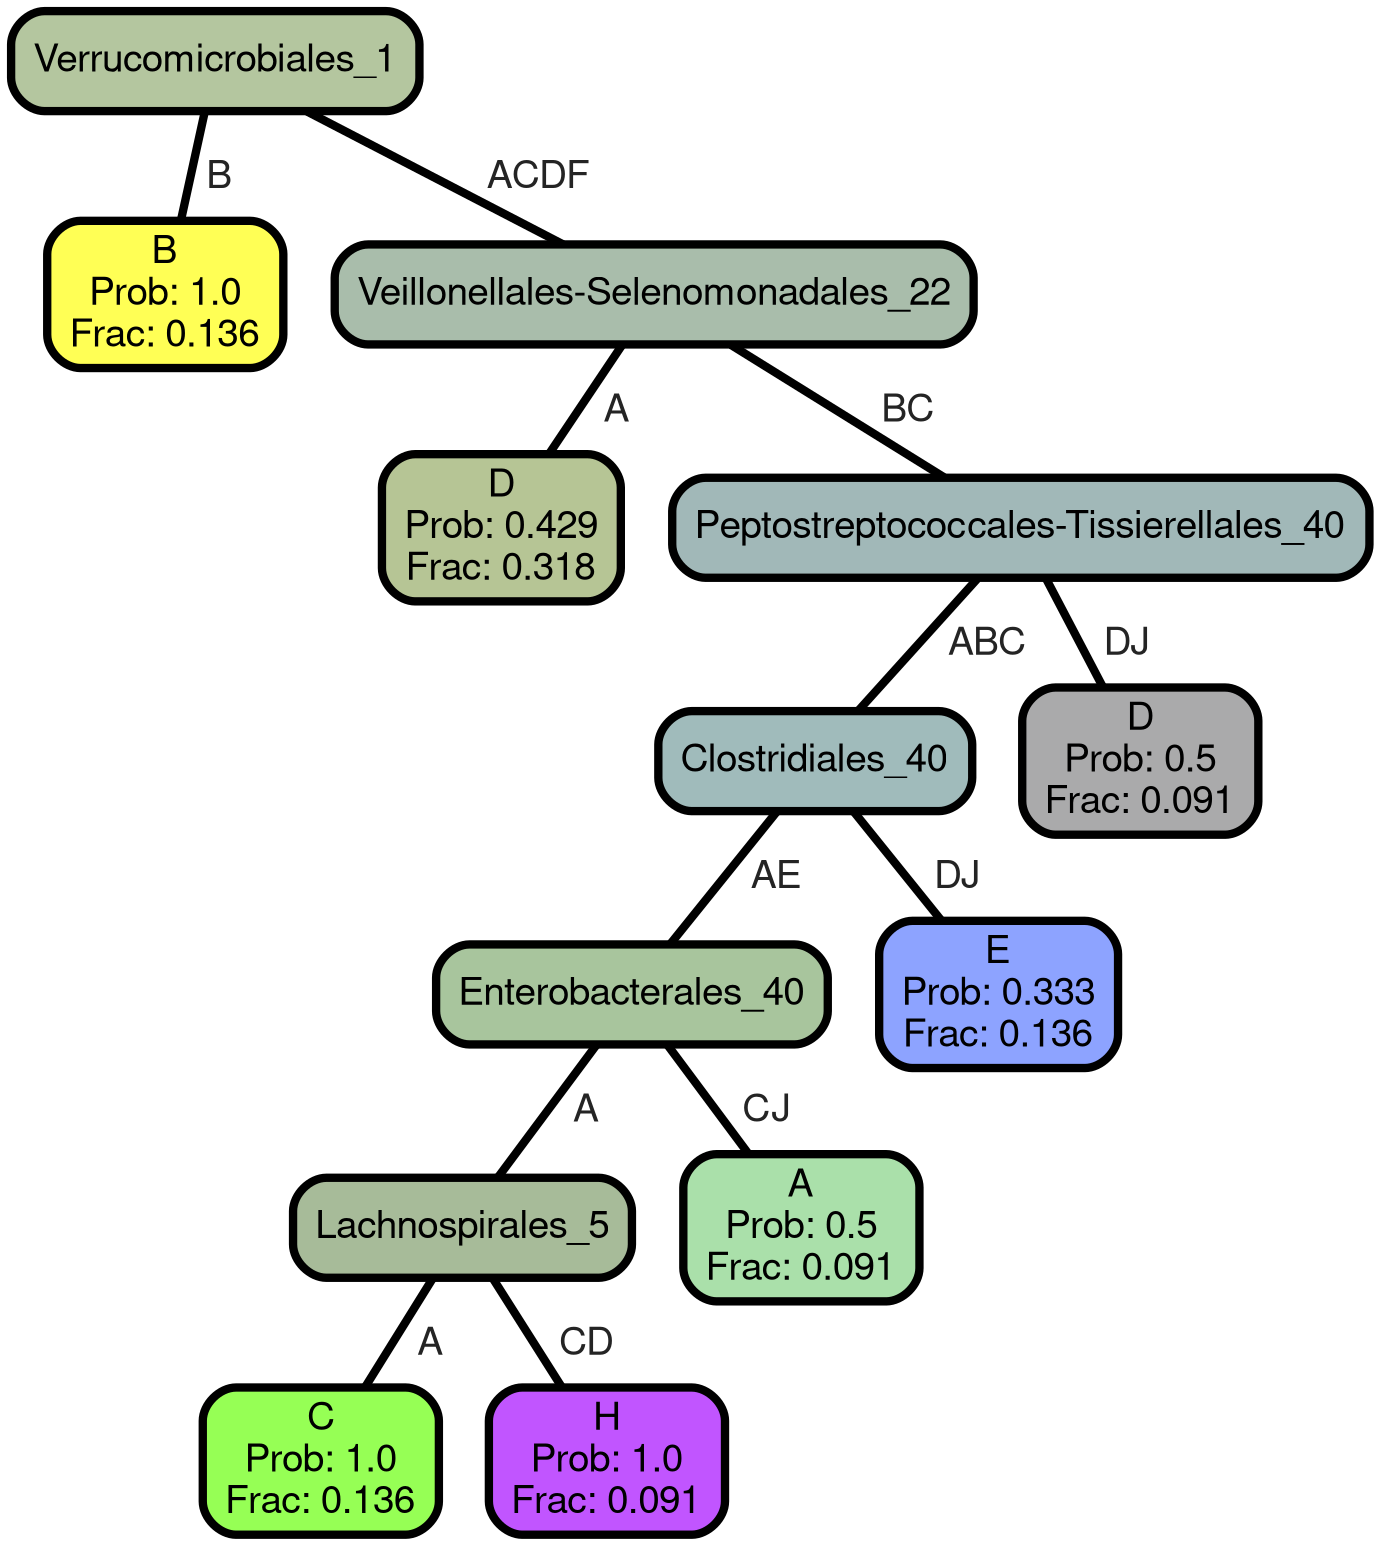 Verrucomicrobiales_1
B
ACDF
B
Prob: 1.0
Frac: 0.136
Veillonellales-Selenomonadales_22
A
BC
D
Prob: 0.429
Frac: 0.318
Peptostreptococcales-Tissierellales_40
ABC
DJ
Clostridiales_40
D
Prob: 0.5
Frac: 0.091
AE
DJ
Enterobacterales_40
E
Prob: 0.333
Frac: 0.136
A
CJ
Lachnospirales_5
A
Prob: 0.5
Frac: 0.091
A
CD
C
Prob: 1.0
Frac: 0.136
H
Prob: 1.0
Frac: 0.091